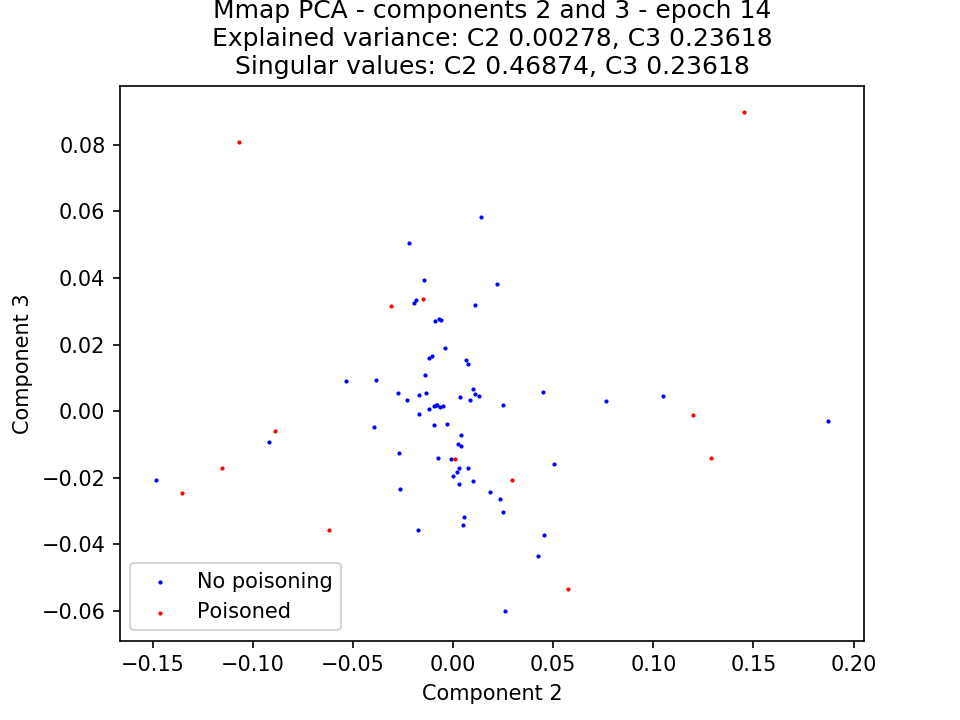 Mmap PCA - components 2 and 3 - epoch 14
Explained variance: C2 0.00278, C3 0.23618
Singular values: C2 0.46874, C3 0.23618
0.08
0.06
0.04
0.02
0.00
−0.02
−0.04
−0.06
Component 3
No poisoning
Poisoned
−0.15 −0.10 −0.05 0.00 0.05 0.10 0.15 0.20
Component 2